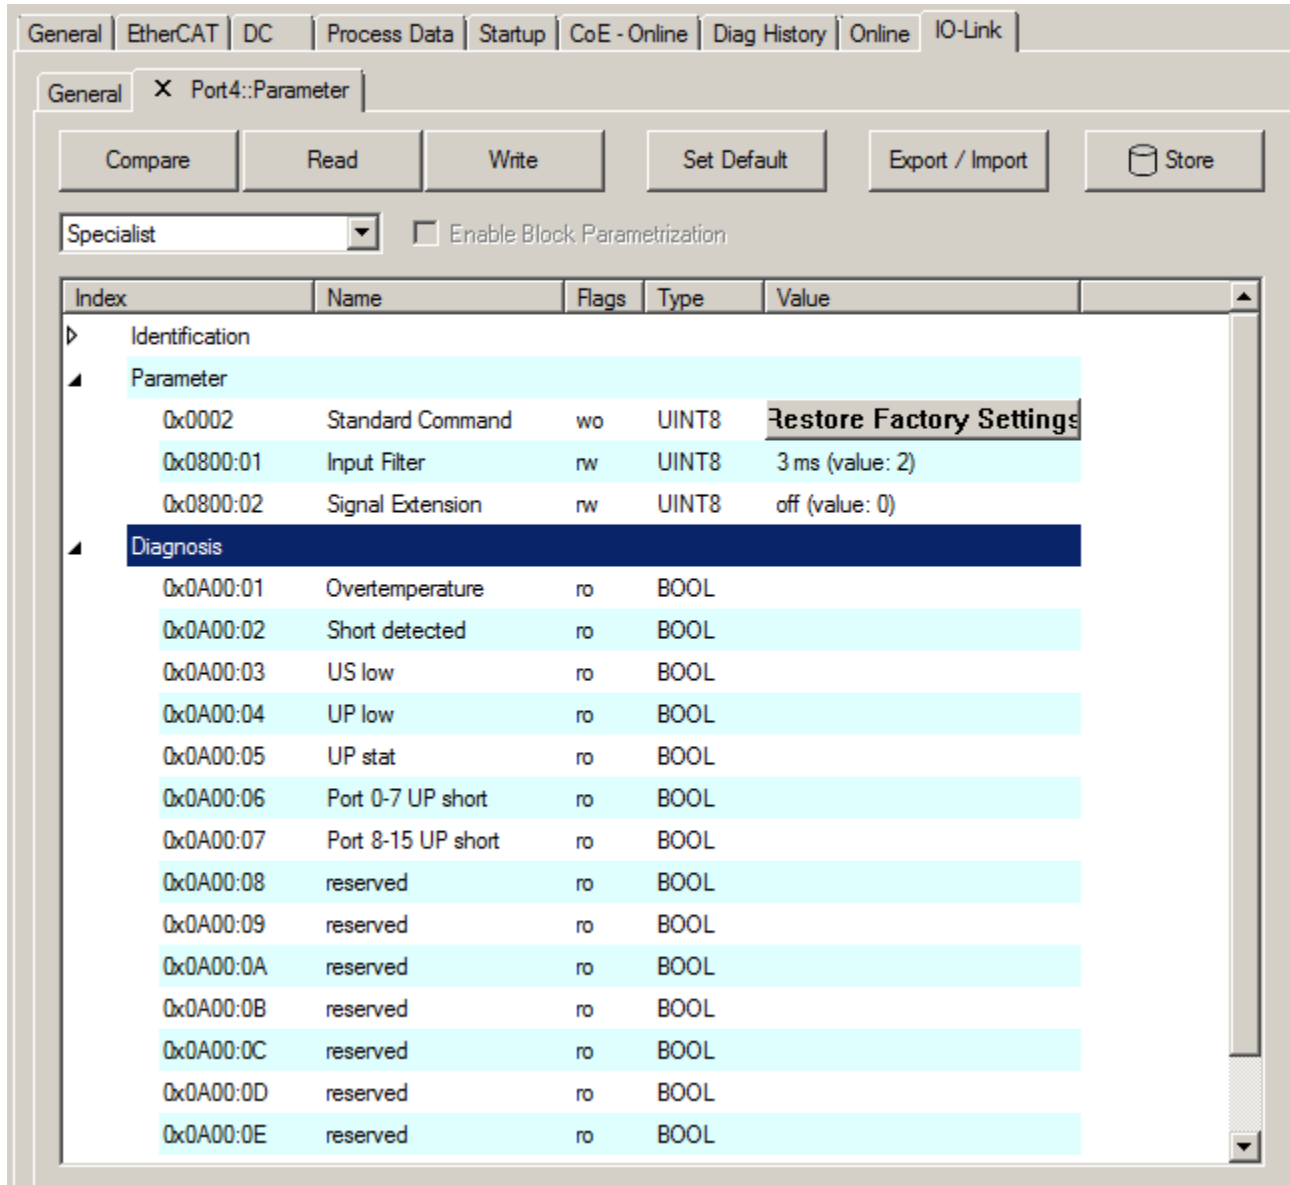 General EtherCAT DC Process Data Startup CoE - Online Diag History Online IO-Link
General X Port4::Parameter
Compare Read Write Set Default Export / Import Store
Specialist Enable Block Parametrization
Index Name Flags Type Value
Identification
Parameter
0x0002 Standard Command wo UINT8 Restore Factory Settings
0x0800:01 Input Filter rw UINT8 3 ms (value: 2)
0x0800:02 Signal Extension rw UINT8 off (value: 0)
Diagnosis
0x0A00:01 Overtemperature ro BOOL
0x0A00:02 Short detected ro BOOL
0x0A00:03 US low ro BOOL
0x0A00:04 UP low ro BOOL
0x0A00:05 UP stat ro BOOL
0x0A00:06 Port 0-7 UP short ro BOOL
0x0A00:07 Port 8-15 UP short ro BOOL
0x0A00:08 reserved ro BOOL
0x0A00:09 reserved ro BOOL
0x0A00:0A reserved ro BOOL
0x0A00:0B reserved ro BOOL
0x0A00:0C reserved ro BOOL
0x0A00:0D reserved ro BOOL
0x0A00:0E reserved ro BOOL